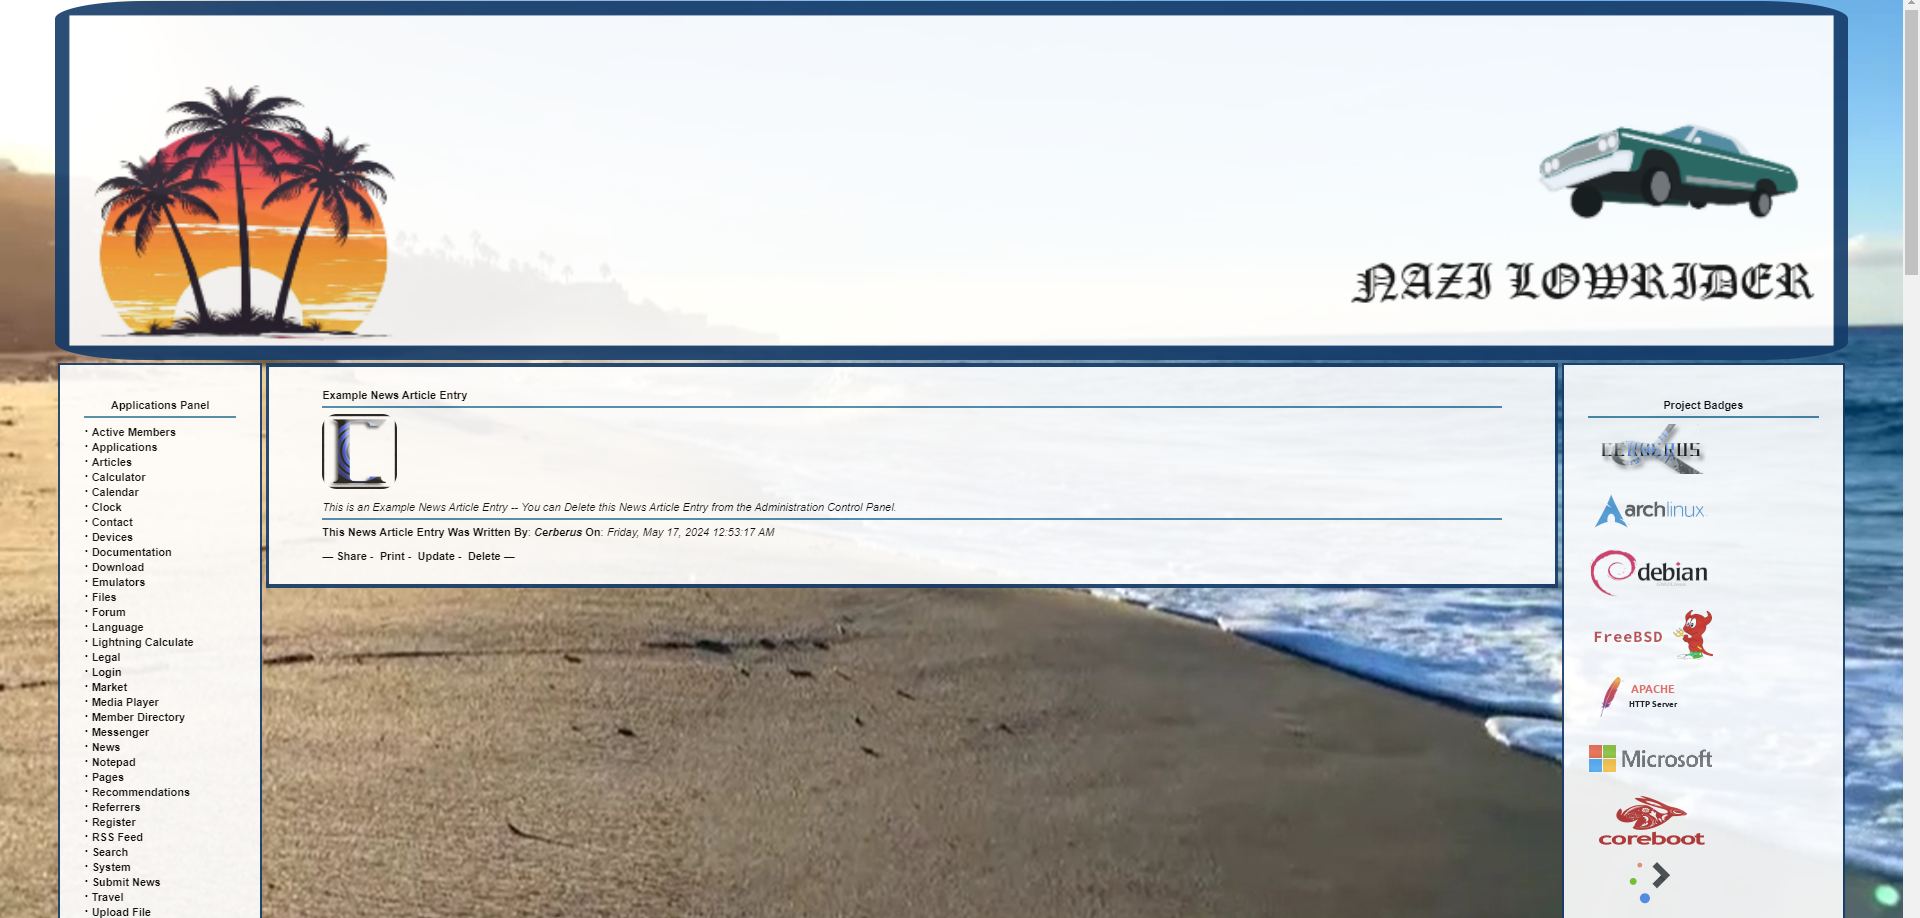 NAZI LOWRIDER
Applications Panel
· Active Members
· Applications
· Articles
· Calculator
· Calendar
· Clock
· Contact
· Devices
· Documentation
· Download
· Emulators
· Files
· Forum
· Language
· Lightning Calculate
· Legal
· Login
· Market
· Media Player
· Member Directory
· Messenger
· News
· Notepad
· Pages
· Recommendations
· Referrers
· Register
· RSS Feed
· Search
· System
· Submit News
· Travel
· Upload File
Example News Article Entry
This is an Example News Article Entry -- You can Delete this News Article Entry from the Administration Control Panel.
This News Article Entry Was Written By: Cerberus On: Friday, May 17, 2024 12:53:17 AM
— Share - Print - Update - Delete —
Project Badges
CERBERUS
archlinux
debian
FreeBSD
APACHE
HTTP Server
Microsoft
coreboot